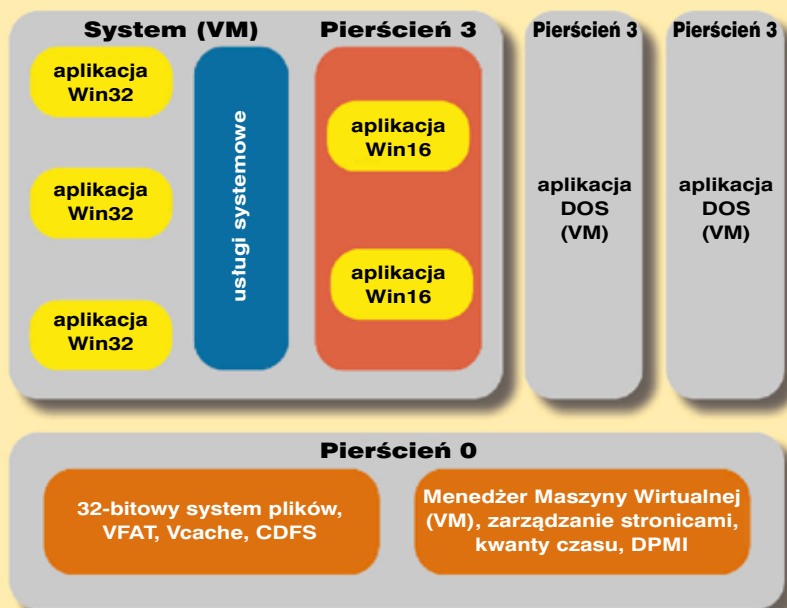 System (VM)
Pierścień 3
aplikacja
Win32
aplikacja
Win32
aplikacja
Win32
usługi systemowe
aplikacja
Win16
aplikacja
Win16
Pierścień 3
aplikacja
DOS
(VM)
Pierścień 3
aplikacja
DOS
(VM)
Pierścień 0
32-bitowy system plików,
VFAT, Vcache, CDFS
Menedżer Maszyny Wirtualnej
(VM), zarządzanie stronicami,
kwanty czasu, DPMI